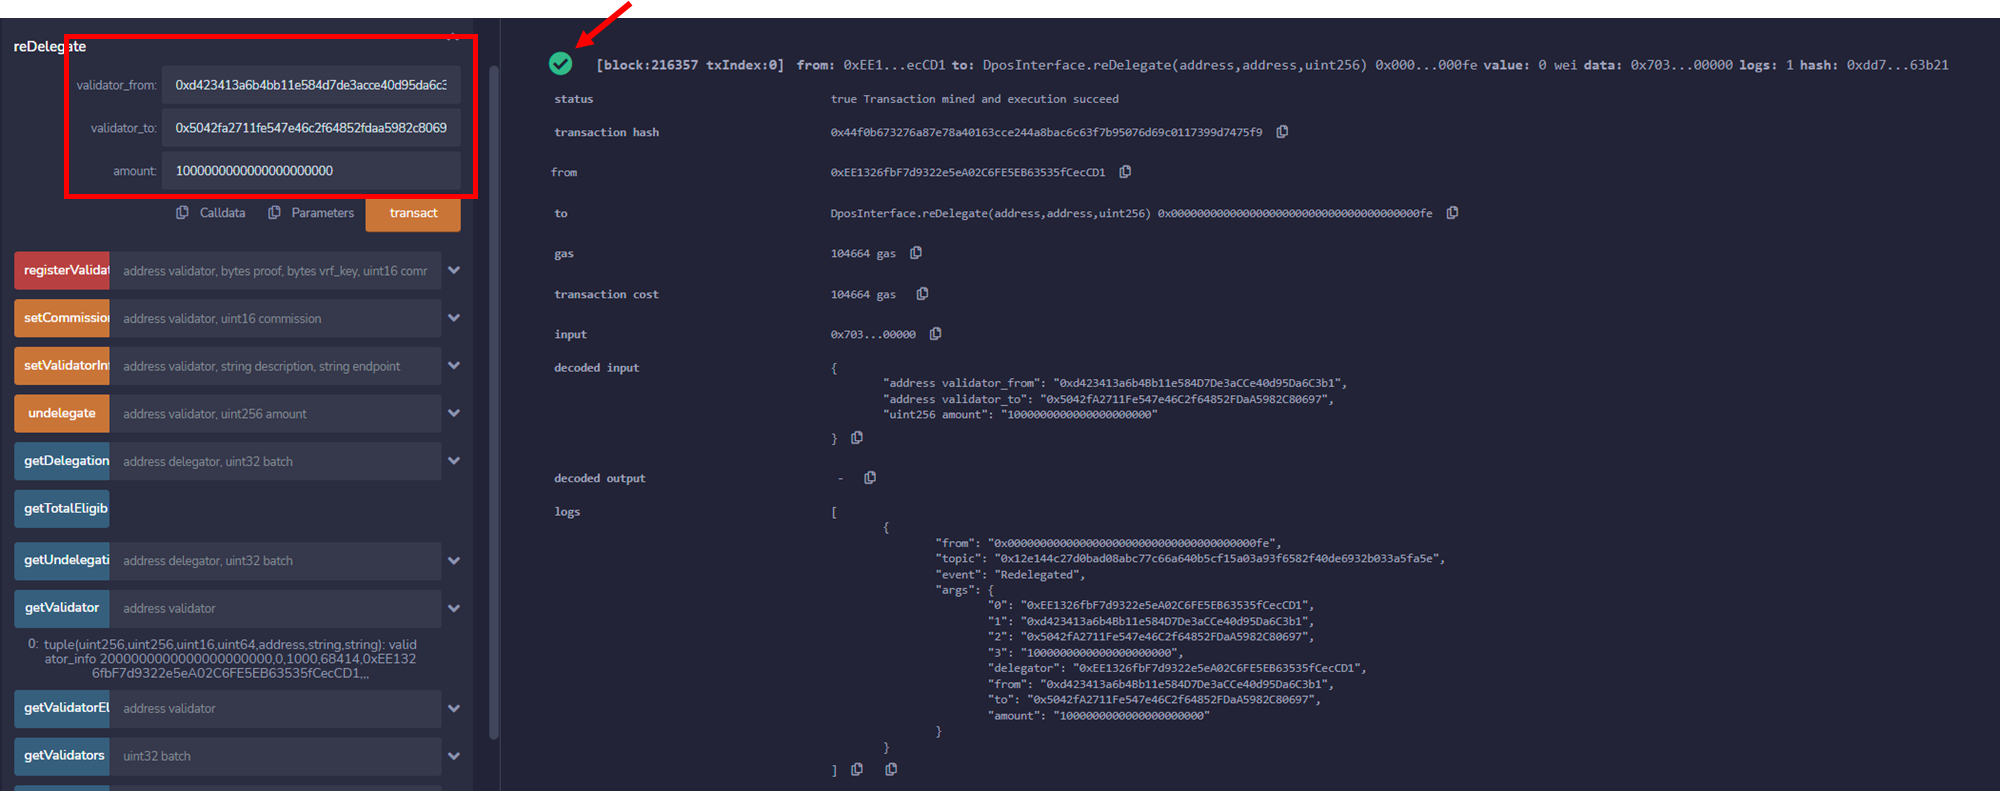 reDelegate
validator_from: 0xd423413a6b4bb11e584d7de3acce40d95da6c3
validator_to: 0x5042fa2711fe547e46c2f64852fdaa5982c8069
amount: 1000000000000000000000
Calldata Parameters transact
registerValidat address validator, bytes proof, bytes vrf_key, uint16 comr
setCommission address validator, uint16 commission
setValidatorInf address validator, string description, string endpoint
undelegate address validator, uint256 amount
getDelegation address delegator, uint32 batch
getTotalEligib
getUndelegati address delegator, uint32 batch
getValidator address validator
0: tuple(uint256,uint256,uint16,uint64,address,string,string): valid
ator_info 2000000000000000000000,0,1000,68414,0xEE132
6fbF7d9322e5eA02C6FE5EB63535fCecCD1,,,
getValidatorEl address validator
getValidators uint32 batch
[block:216357 txIndex:0] from: 0xEE1...ecCD1 to: DposInterface.reDelegate(address,address,uint256) 0x000...000fe value: 0 wei data: 0x703...00000 logs: 1 hash: 0xdd7...63b21
status true Transaction mined and execution succeed
transaction hash 0x44f0b673276a87e78a40163cce244a8bac6c63f7b95076d69c0117399d7475f9
from 0xEE1326fbF7d9322e5eA02C6FE5EB63535fCecCD1
to DposInterface.reDelegate(address,address,uint256) 0x00000000000000000000000000000000000000fe
gas 104664 gas
transaction cost 104664 gas
input 0x703...00000
decoded input {
"address validator_from": "0xd423413a6b4Bb11e584D7De3aCCe40d95Da6C3b1",
"address validator_to": "0x5042fA2711Fe547e46C2f64852FDaA5982C80697",
"uint256 amount": "1000000000000000000000"
}
decoded output -
logs [
{
"from": "0x00000000000000000000000000000000000000fe",
"topic": "0x12e144c27d0bad08abc77c66a640b5cf15a03a93f6582f40de6932b033a5fa5e",
"event": "Redelegated",
"args": {
"0": "0xEE1326fbF7d9322e5eA02C6FE5EB63535fCecCD1",
"1": "0xd423413a6b4Bb11e584D7De3aCCe40d95Da6C3b1",
"2": "0x5042fA2711Fe547e46C2f64852FDaA5982C80697",
"3": "1000000000000000000000",
"delegator": "0xEE1326fbF7d9322e5eA02C6FE5EB63535fCecCD1",
"from": "0xd423413a6b4Bb11e584D7De3aCCe40d95Da6C3b1",
"to": "0x5042fA2711Fe547e46C2f64852FDaA5982C80697",
"amount": "1000000000000000000000"
}
}
]